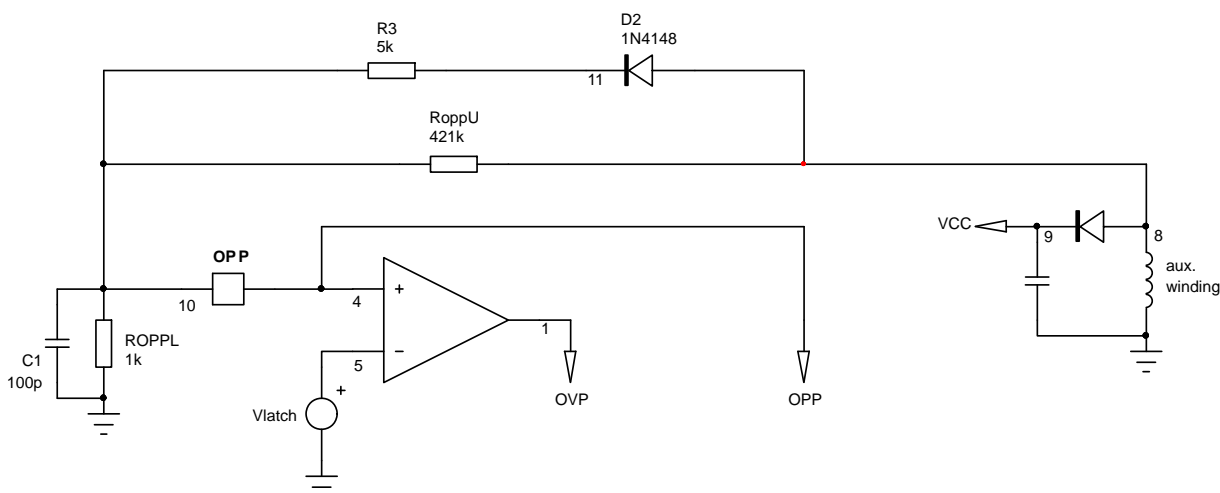 D2
1N4148
R3
5k
11
RoppU
421k
VCC
9
8
OPP
aux.
winding
10
4
+
ROPPL
1k
1
C1
100p
5
−
+
OVP
OPP
Vlatch